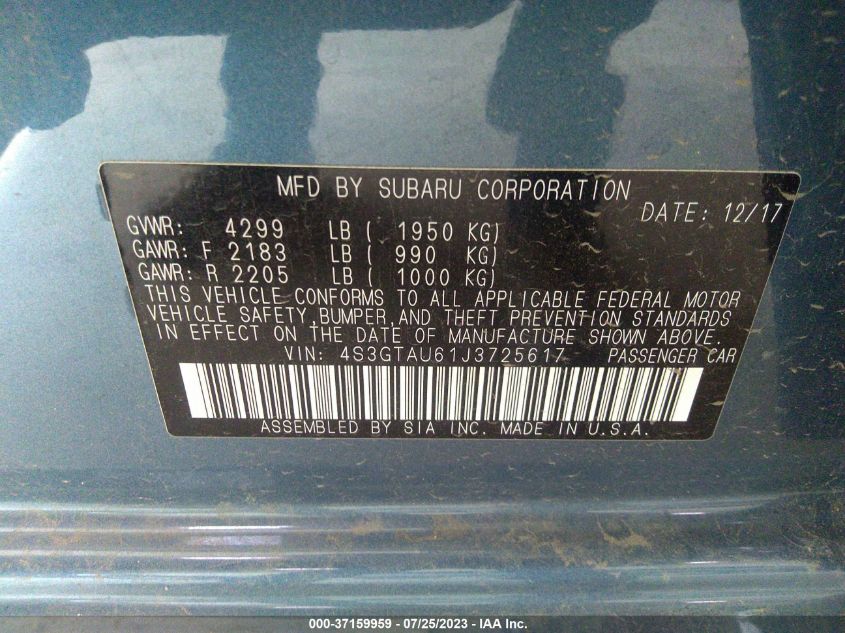 MFD BY SUBARU CORPORATION
DATE: 12/17
GVWR: 4299 LB ( 1950 KG)
GAWR: F 2183 LB ( 990 KG)
GAWR: R 2205 LB ( 1000 KG)
THIS VEHICLE CONFORMS TO ALL APPLICABLE FEDERAL MOTOR
VEHICLE SAFETY,BUMPER,AND THEFT PREVENTION STANDARDS
IN EFFECT ON THE DATE OF MANUFACTURE SHOWN ABOVE.
VIN: 4S3GTAU61J3725617 PASSENGER CAR
ASSEMBLED BY SIA INC. MADE IN U.S.A.
000-37159959 - 07/25/2023 - IAA Inc.